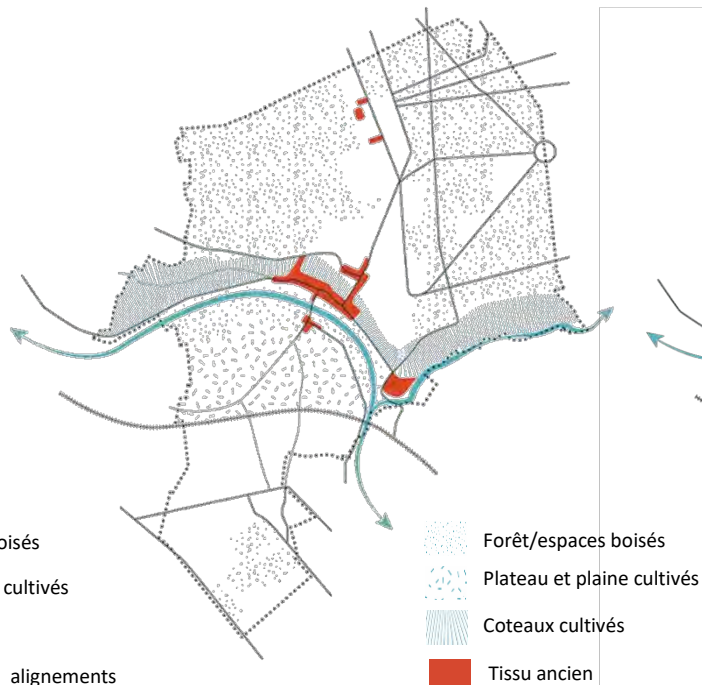 oisés
cultivés
alignements
Forêt/espaces boisés
Plateau et plaine cultivés
Coteaux cultivés
Tissu ancien